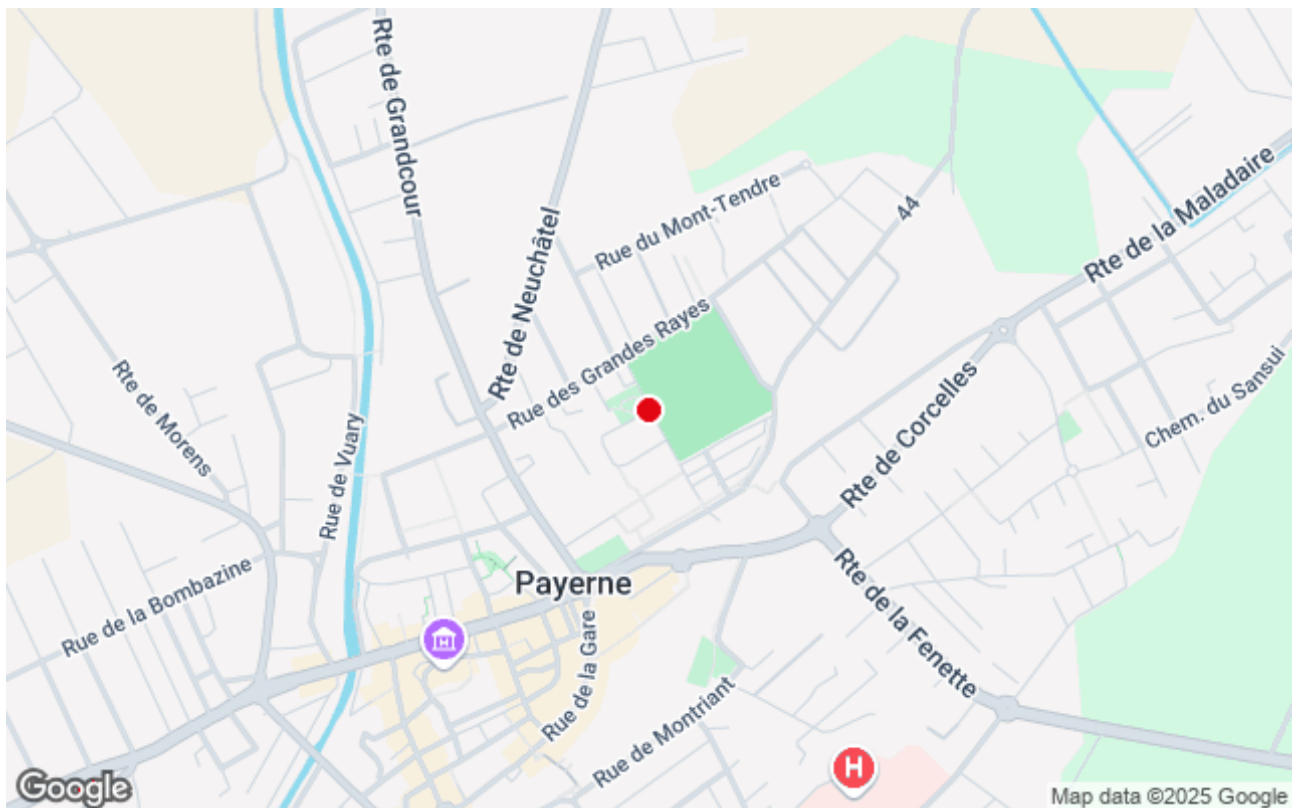 Rte de Grandcour
Rte de Neuchâtel
Rue du Mont-Tendre
44
Rte de la Maladaire
Rue des Grandes Rayes
Rte de Morens
Rue de Vuary
Rte de Corcelles
Chem. du Sansui
Rue de la Bombazine
Payerne
Rte de la Fenette
H
Rue de la Gare
Rue de Montriant
H
Google
Map data ©2025 Google